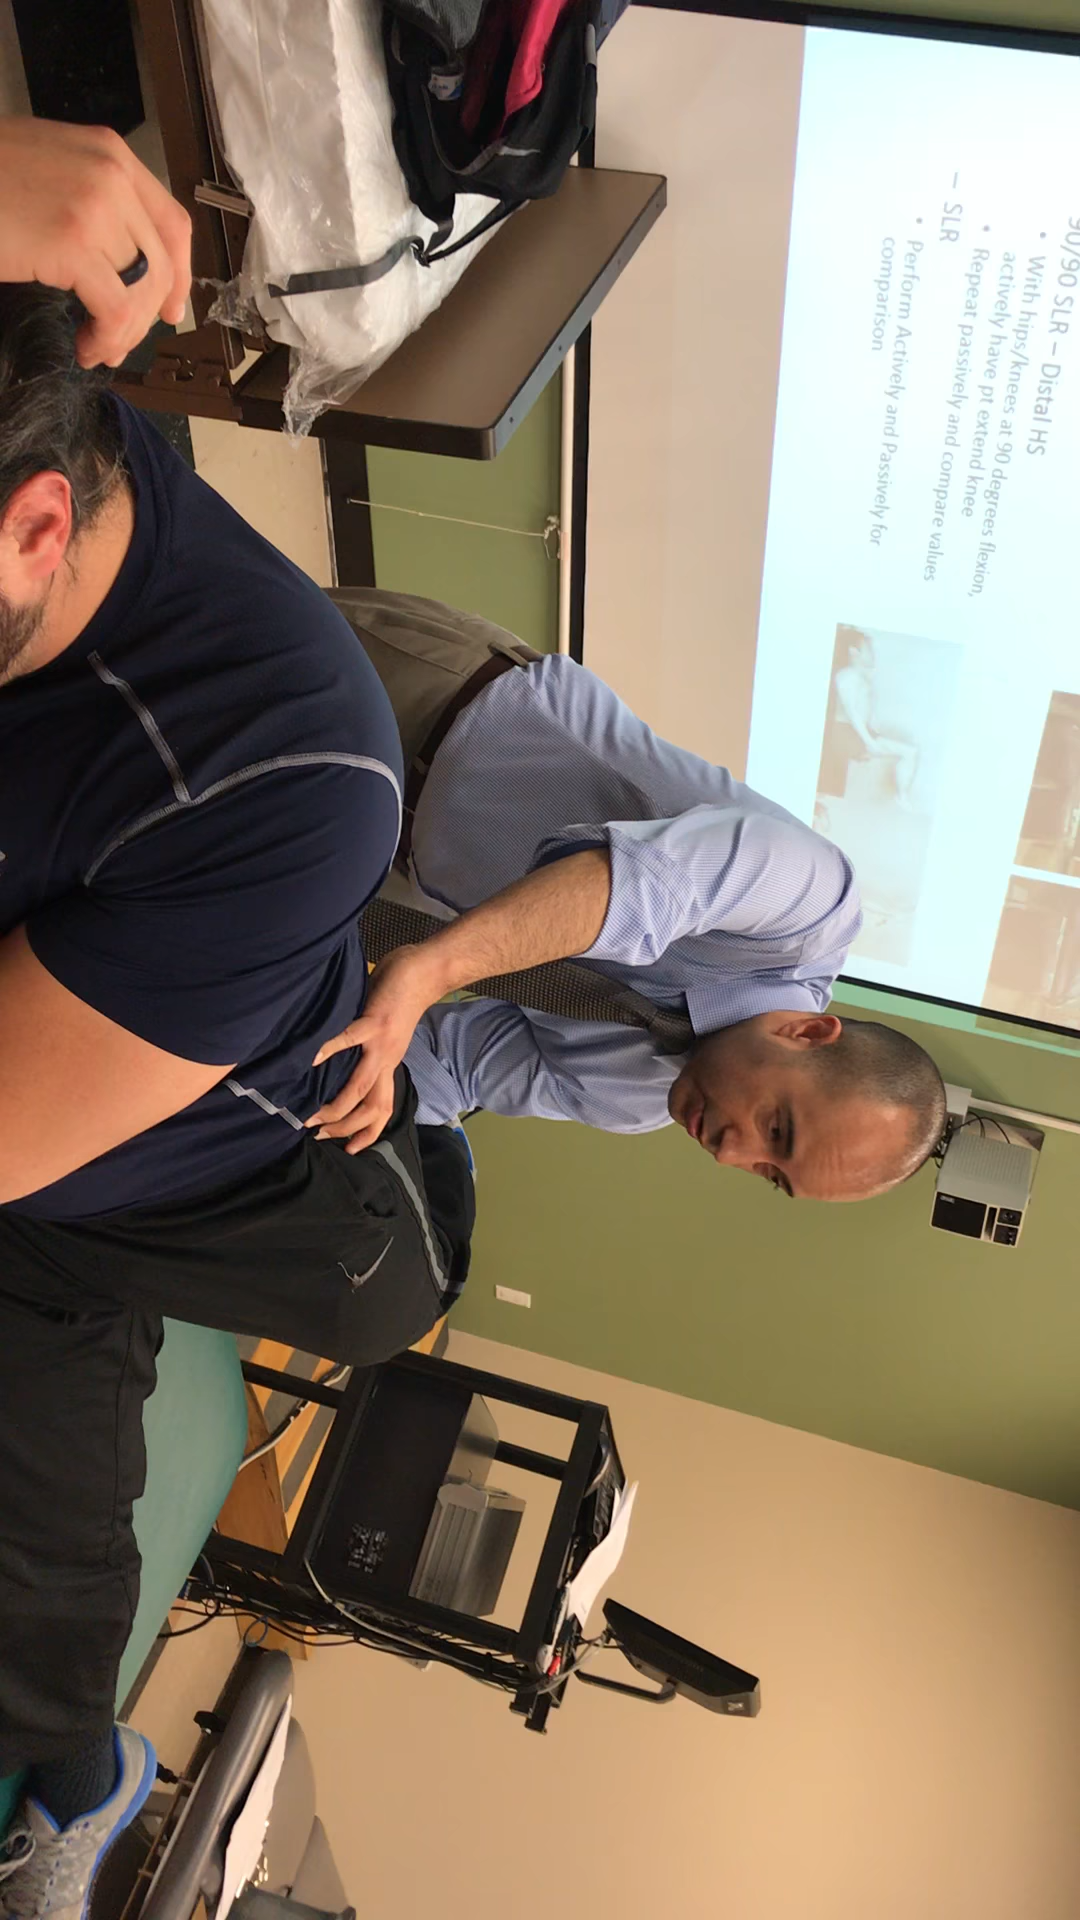 90/90 SLR – Distal HS
• With hips/knees at 90 degrees flexion,
actively have pt extend knee
• Repeat passively and compare values
– SLR
• Perform Actively and Passively for
comparison